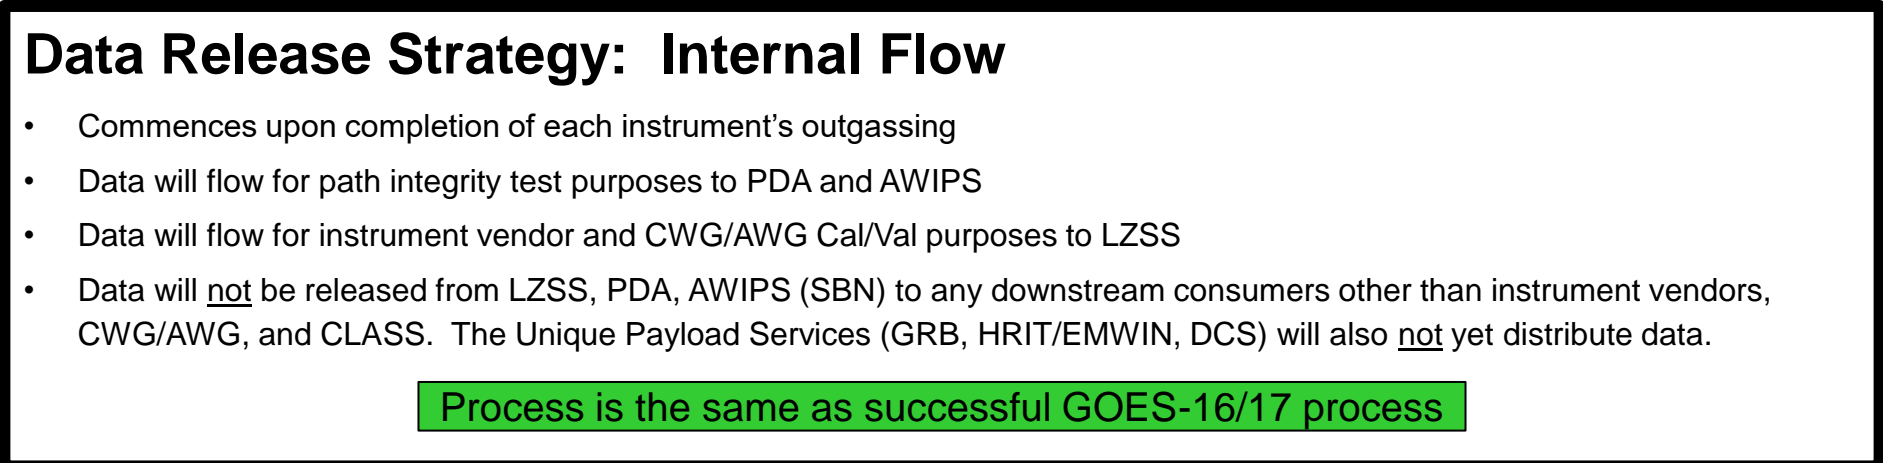 Data Release Strategy:  Internal Flow
• Commences upon completion of each instrument’s outgassing
• Data will flow for path integrity test purposes to PDA and AWIPS
• Data will flow for instrument vendor and CWG/AWG Cal/Val purposes to LZSS
• Data will not be released from LZSS, PDA, AWIPS (SBN) to any downstream consumers other than instrument vendors,
CWG/AWG, and CLASS.  The Unique Payload Services (GRB, HRIT/EMWIN, DCS) will also not yet distribute data.
Process is the same as successful GOES-16/17 process